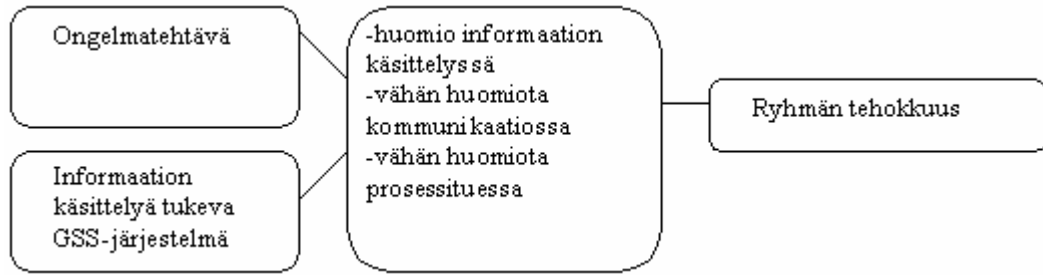 Ongelmatehtävä
Informaation
käsittelyä tukeva
GSS-järjestelmä
-huomio informaation
käsittelyssä
-vähän huomiota
kommunikaatiossa
-vähän huomiota
prosessituessa
Ryhmän tehokkuus